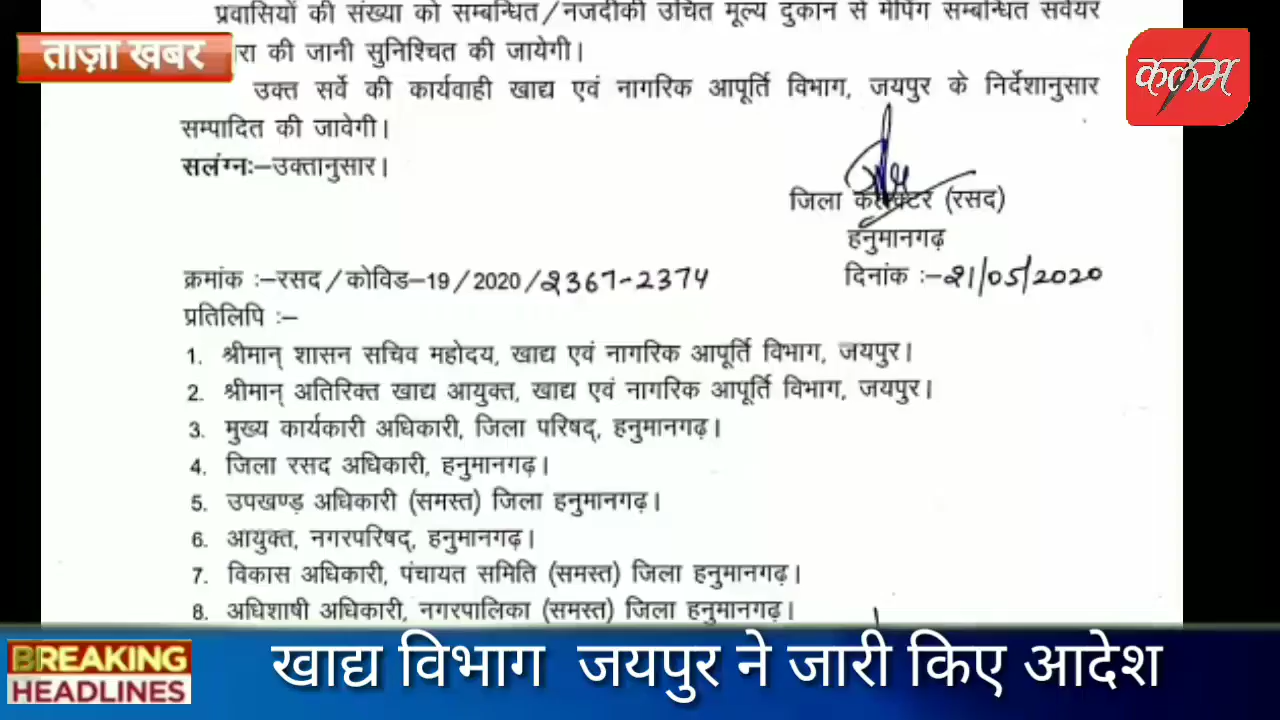 प्रवासियों की संख्या को सम्बन्धित/नजदीकी उचित मूल्य दुकान से मेपिंग सम्बन्धित सर्वेयर
ताज़ा खबर
रा की जानी सुनिश्चित की जायेगी।
कलम
उक्त सर्वे की कार्यवाही खाद्य एवं नागरिक आपूर्ति विभाग, जयपुर के निर्देशानुसार
सम्पादित की जावेगी।
सलंग्नः–उक्तानुसार।
जिला कलेक्टर (रसद)
हनुमानगढ़
क्रमांक :–रसद/कोविड–19/2020/2367-2374
दिनांक :–21/05/2020
प्रतिलिपि :–
1. श्रीमान् शासन सचिव महोदय, खाद्य एवं नागरिक आपूर्ति विभाग, जयपुर।
2. श्रीमान् अतिरिक्त खाद्य आयुक्त, खाद्य एवं नागरिक आपूर्ति विभाग, जयपुर।
3. मुख्य कार्यकारी अधिकारी, जिला परिषद्, हनुमानगढ़।
4. जिला रसद अधिकारी, हनुमानगढ़।
5. उपखण्ड़ अधिकारी (समस्त) जिला हनुमानगढ़।
6. आयुक्त, नगरपरिषद्, हनुमानगढ़।
7. विकास अधिकारी, पंचायत समिति (समस्त) जिला हनुमानगढ़।
8. अधिशाषी अधिकारी, नगरपालिका (समस्त) जिला हनुमानगढ़।
BREAKING
HEADLINES
खाद्य विभाग जयपुर ने जारी किए आदेश